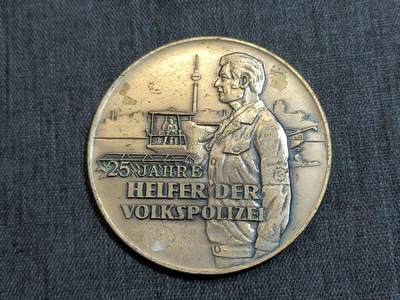 25 JAHRE
HELFER DER
VOLKSPOLIZEI